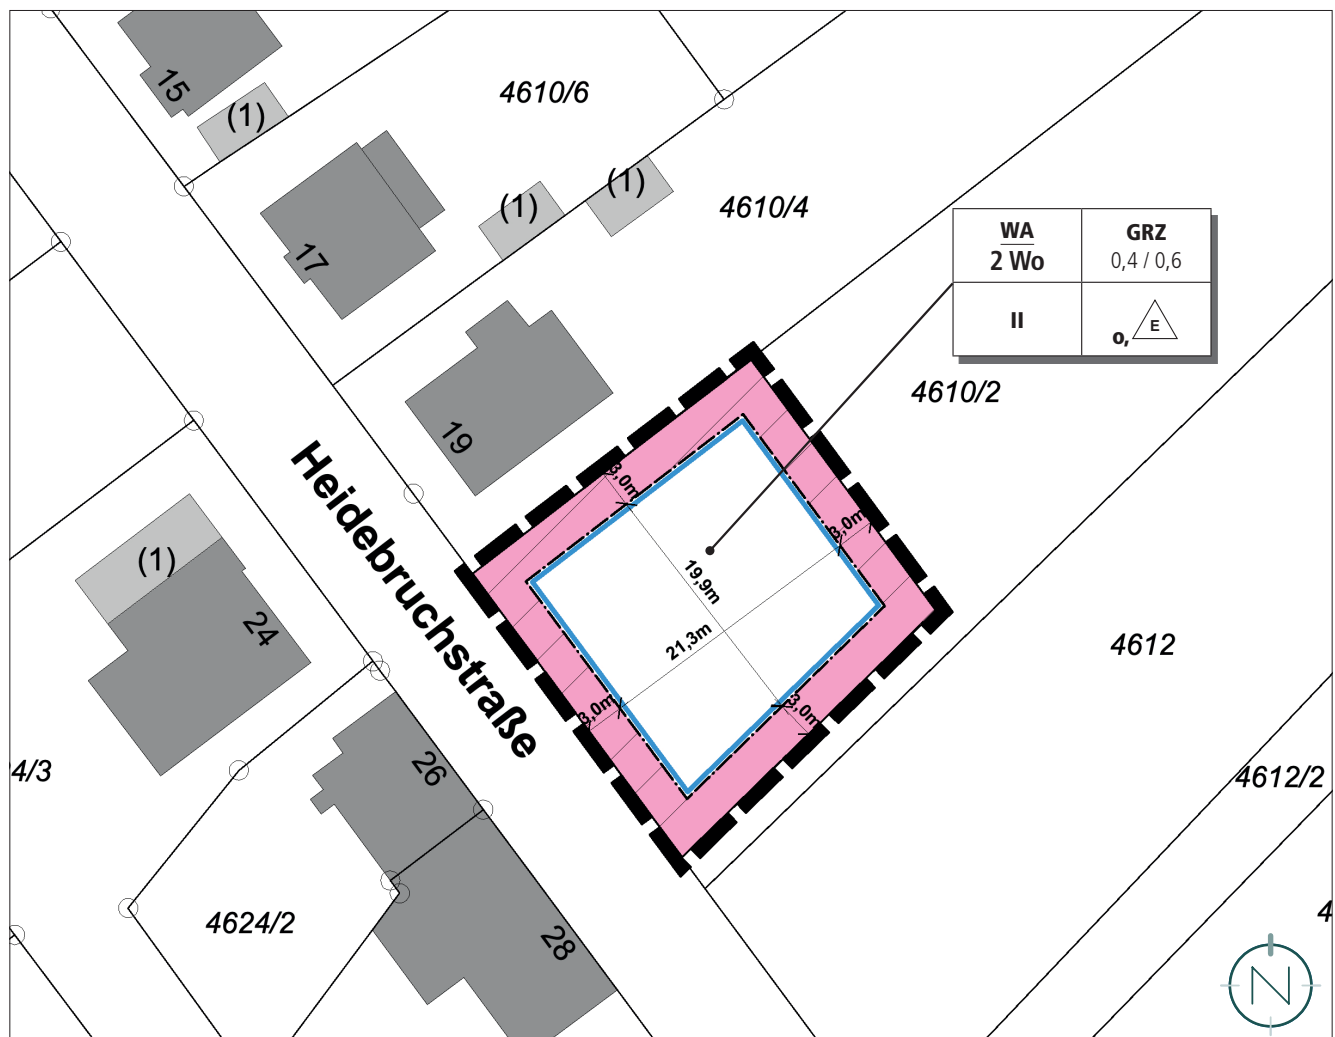 15
(1)
4610/6
17
(1)
(1)
4610/4
WA
2 Wo
GRZ
0,4 / 0,6
II
o,
E
4610/2
19
Heidebruchstraße
3,0m
3,0m
19,9m
21,3m
3,0m
3,0m
(1)
24
4612
26
4/3
4612/2
4624/2
28
4
N